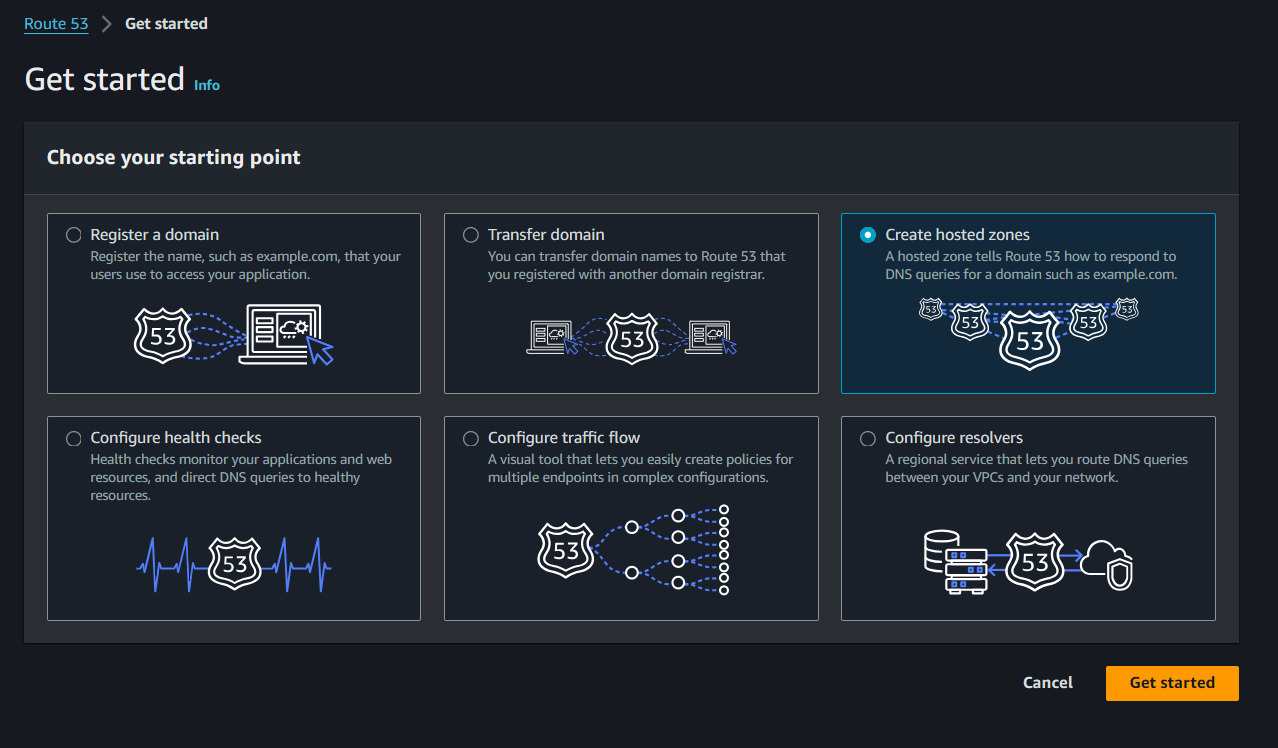 Route 53 > Get started
Get started Info
Choose your starting point
Register a domain
Register the name, such as example.com, that your
users use to access your application.
53
Transfer domain
You can transfer domain names to Route 53 that
you registered with another domain registrar.
53
Create hosted zones
A hosted zone tells Route 53 how to respond to
DNS queries for a domain such as example.com.
53 53 53 53 53
Configure health checks
Health checks monitor your applications and web
resources, and direct DNS queries to healthy
resources.
53
Configure traffic flow
A visual tool that lets you easily create policies for
multiple endpoints in complex configurations.
53
Configure resolvers
A regional service that lets you route DNS queries
between your VPCs and your network.
53
Cancel Get started